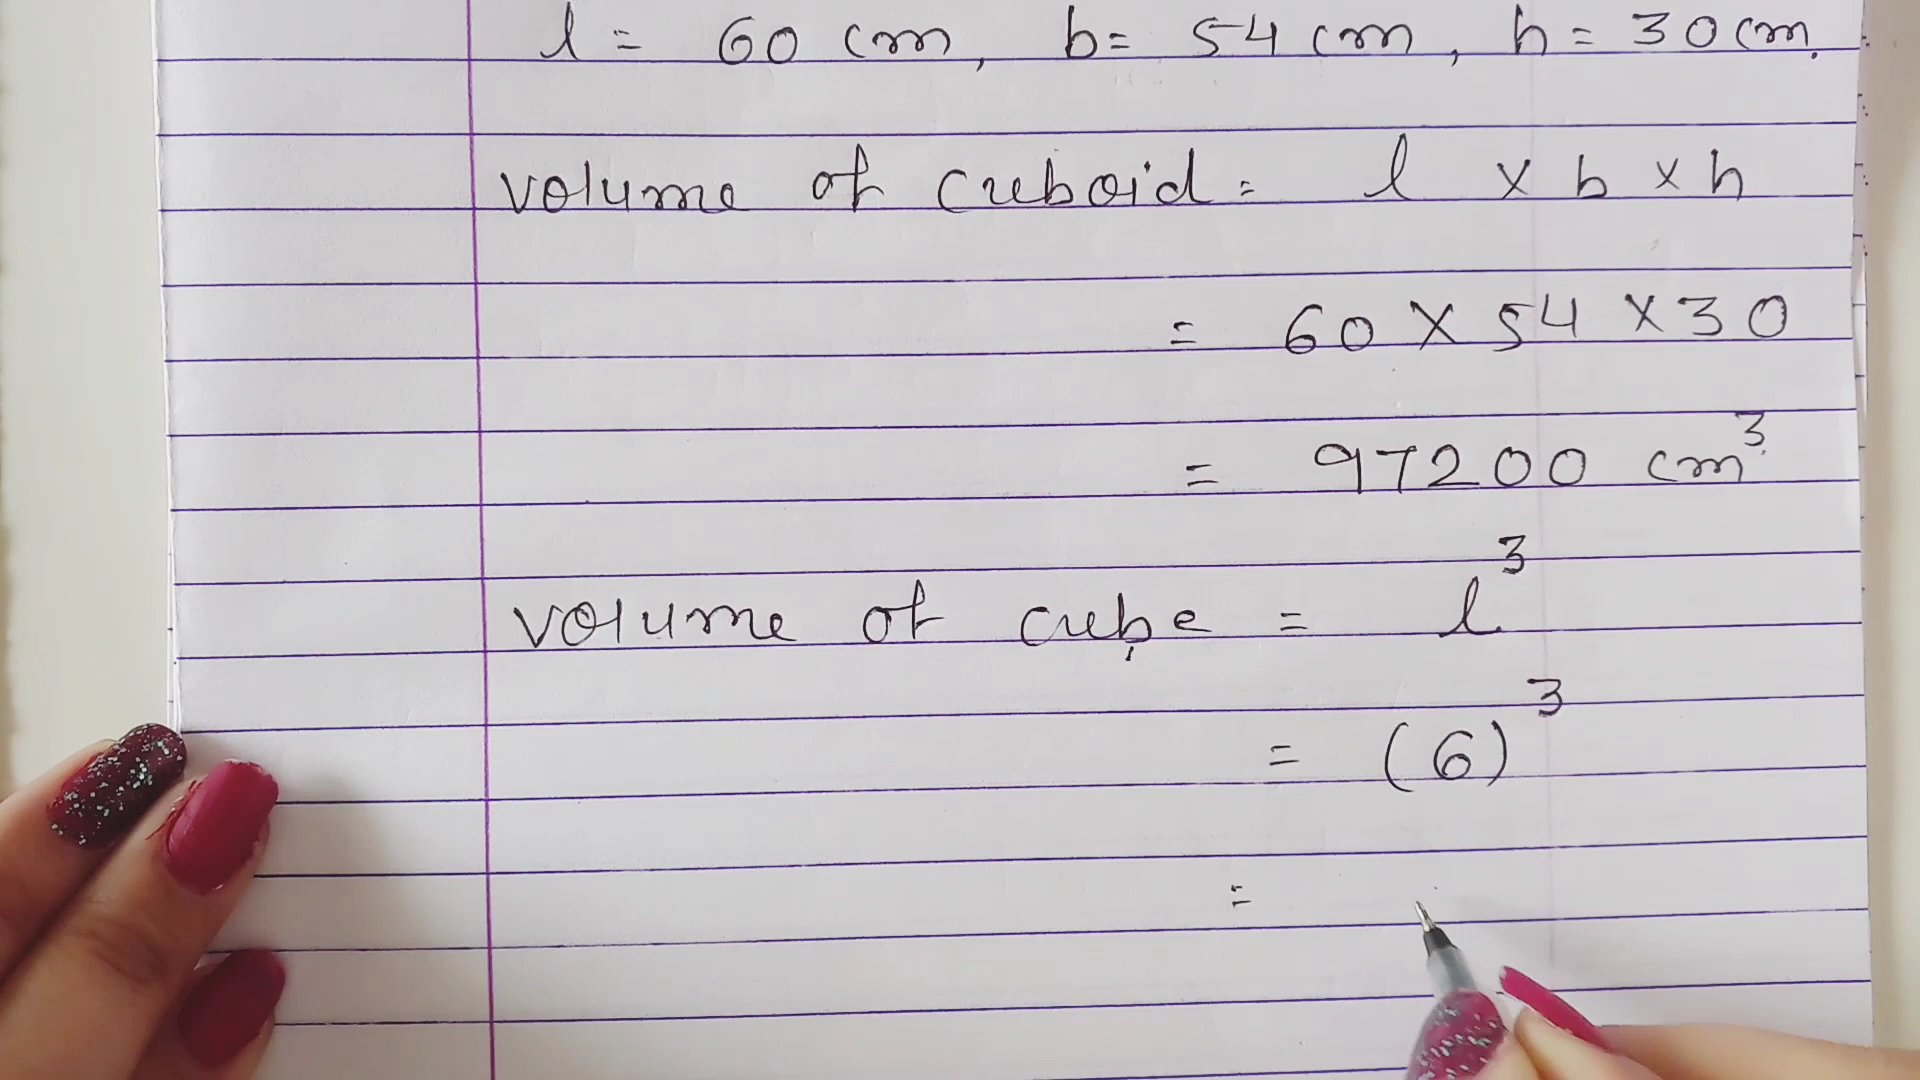 l = 60 cm, b = 54 cm, h = 30 cm.
volume of cuboid = l × b × h
= 60 × 54 × 30
= 97200 cm³
volume of cube = l³
= (6)³
=